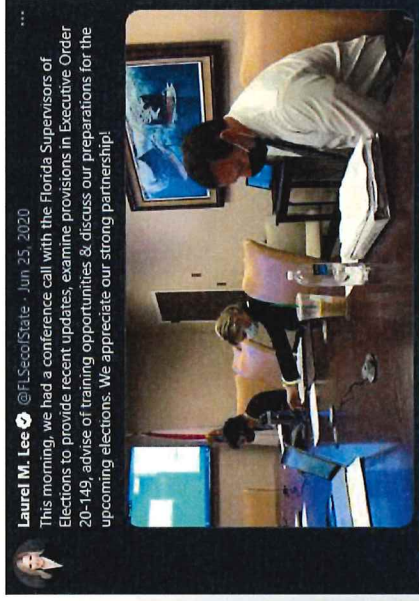 Laurel M. Lee @FLSecofState · Jun 25, 2020 ...
This morning, we had a conference call with the Florida Supervisors of
Elections to provide recent updates, examine provisions in Executive Order
20-149, advise of training opportunities & discuss our preparations for the
upcoming elections. We appreciate our strong partnership!